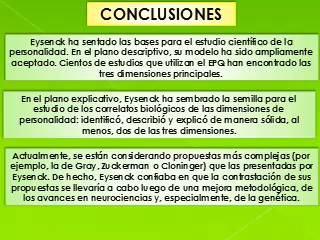 CONCLUSIONES
Eysenck ha sentado las bases para el estudio científico de la
personalidad. En el plano descriptivo, su modelo ha sido ampliamente
aceptado. Cientos de estudios que utilizan el EPQ han encontrado las
tres dimensiones principales.
En el plano explicativo, Eysenck ha sembrado la semilla para el
estudio de los correlatos biológicos de las dimensiones de
personalidad: identificó, describió y explicó de manera sólida, al
menos, dos de las tres dimensiones.
Actualmente, se están considerando propuestas más complejas (por
ejemplo, la de Gray, Zuckerman o Cloninger) que las presentadas por
Eysenck. De hecho, Eysenck confiaba en que la contrastación de sus
propuestas se llevaría a cabo luego de una mejora metodológica, de
los avances en neurociencias y, especialmente, de la genética.